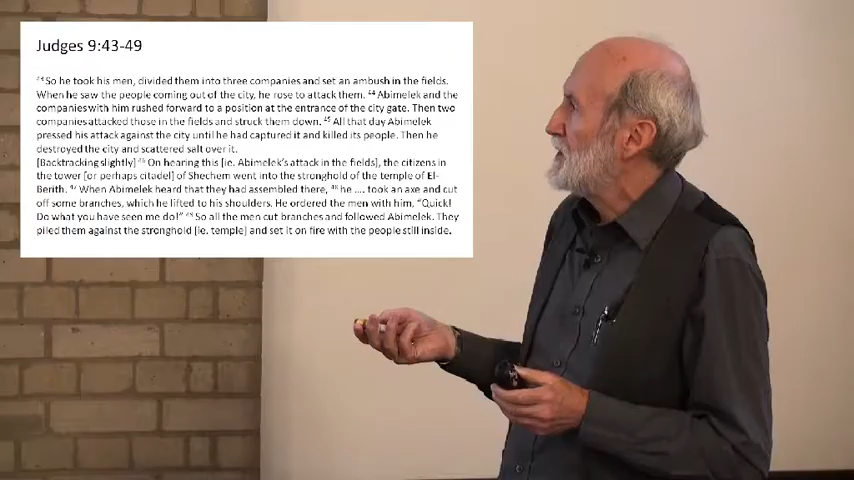 Judges 9:43-49
⁴³ So he took his men, divided them into three companies and set an ambush in the fields.
When he saw the people coming out of the city, he rose to attack them. ⁴⁴ Abimelek and the
companies with him rushed forward to a position at the entrance of the city gate. Then two
companies attacked those in the fields and struck them down. ⁴⁵ All that day Abimelek
pressed his attack against the city until he had captured it and killed its people. Then he
destroyed the city and scattered salt over it.
[Backtracking slightly] ⁴⁶ On hearing this [ie. Abimelek's attack in the fields], the citizens in
the tower [or perhaps citadel] of Shechem went into the stronghold of the temple of El-
Berith. ⁴⁷ When Abimelek heard that they had assembled there, ⁴⁸ he .... took an axe and cut
off some branches, which he lifted to his shoulders. He ordered the men with him, "Quick!
Do what you have seen me do!" ⁴⁹ So all the men cut branches and followed Abimelek. They
piled them against the stronghold [ie. temple] and set it on fire with the people still inside.